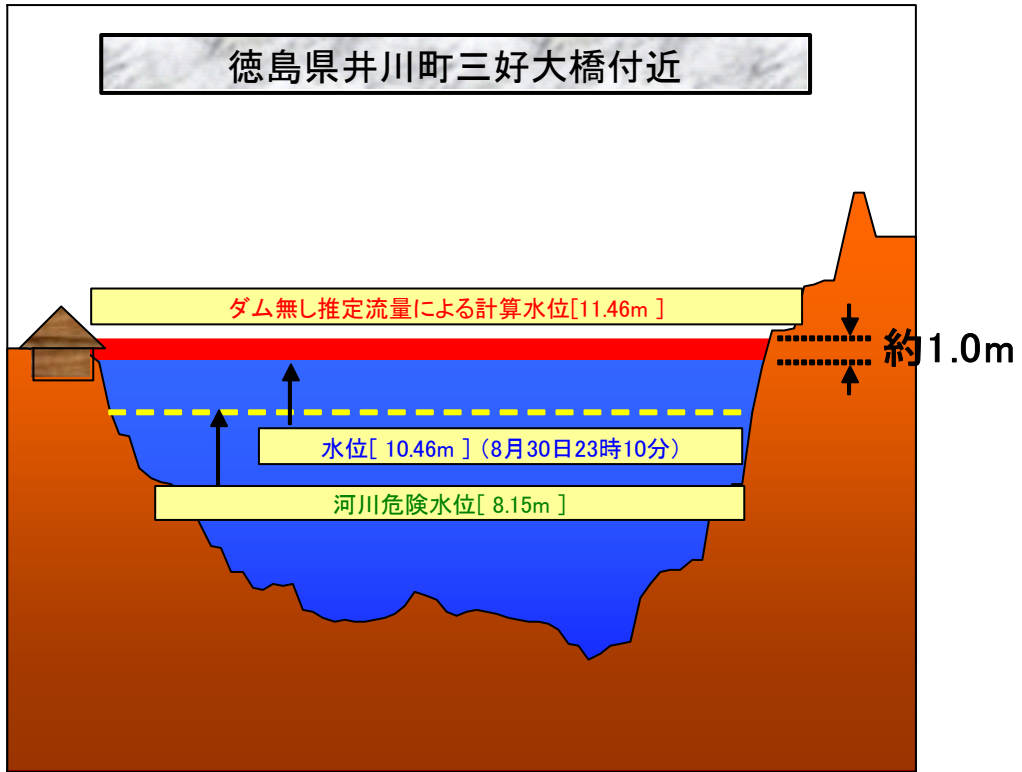 徳島県井川町三好大橋付近
ダム無し推定流量による計算水位[11.46m ]
約1.0m
水位[ 10.46m ] (8月30日23時10分)
河川危険水位[ 8.15m ]